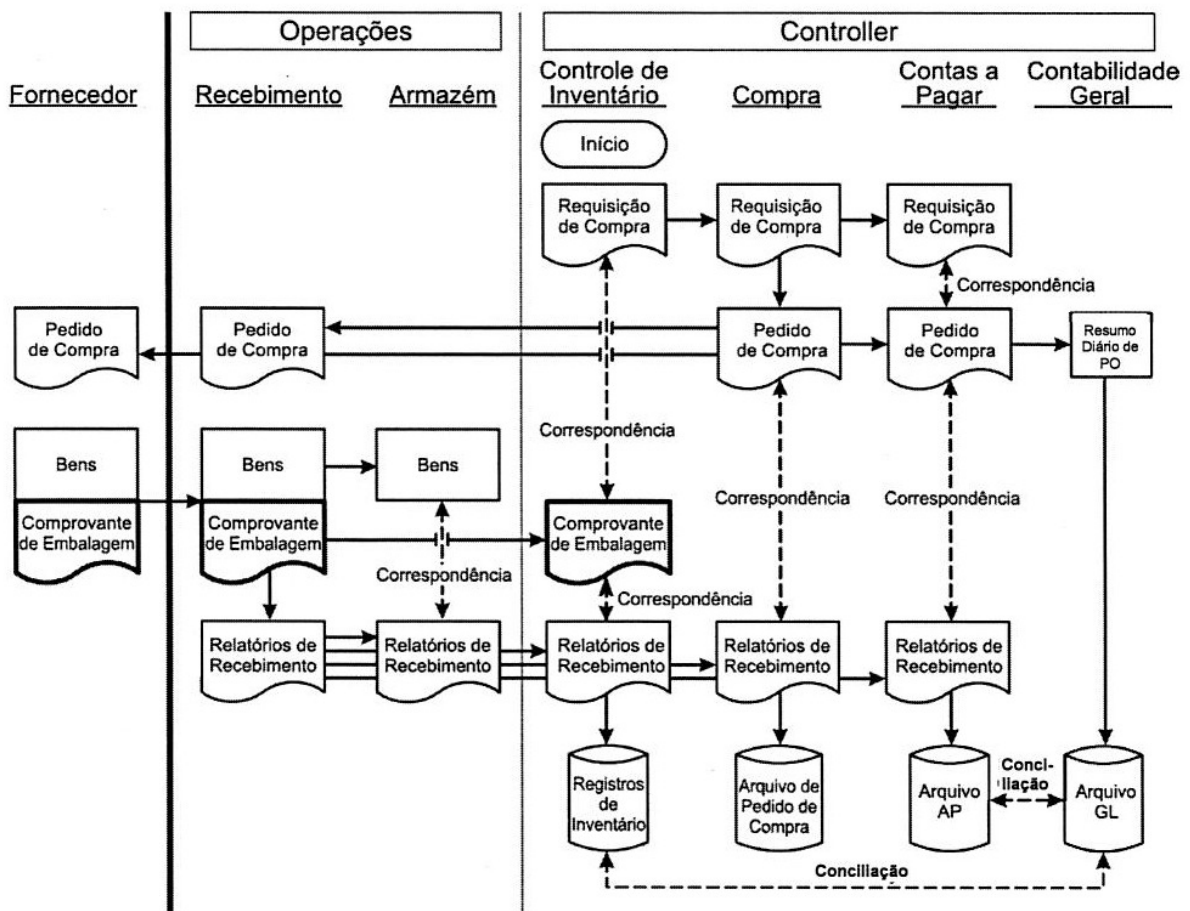 Operações
Controller
Fornecedor
Recebimento
Armazém
Controle de
Inventário
Compra
Contas a
Pagar
Contabilidade
Geral
Início
Requisição
de Compra
Requisição
de Compra
Requisição
de Compra
Correspondência
Pedido
de Compra
Pedido
de Compra
Pedido
de Compra
Pedido
de Compra
Resumo
Diário de
PO
Correspondência
Bens
Bens
Bens
Correspondência
Correspondência
Comprovante
de Embalagem
Comprovante
de Embalagem
Comprovante
de Embalagem
Correspondência
Correspondência
Relatórios de
Recebimento
Relatórios de
Recebimento
Relatórios de
Recebimento
Relatórios de
Recebimento
Relatórios de
Recebimento
Registros
de
Inventário
Arquivo de
Pedido de
Compra
Arquivo
AP
Conci-
liação
Arquivo
GL
Conciliação